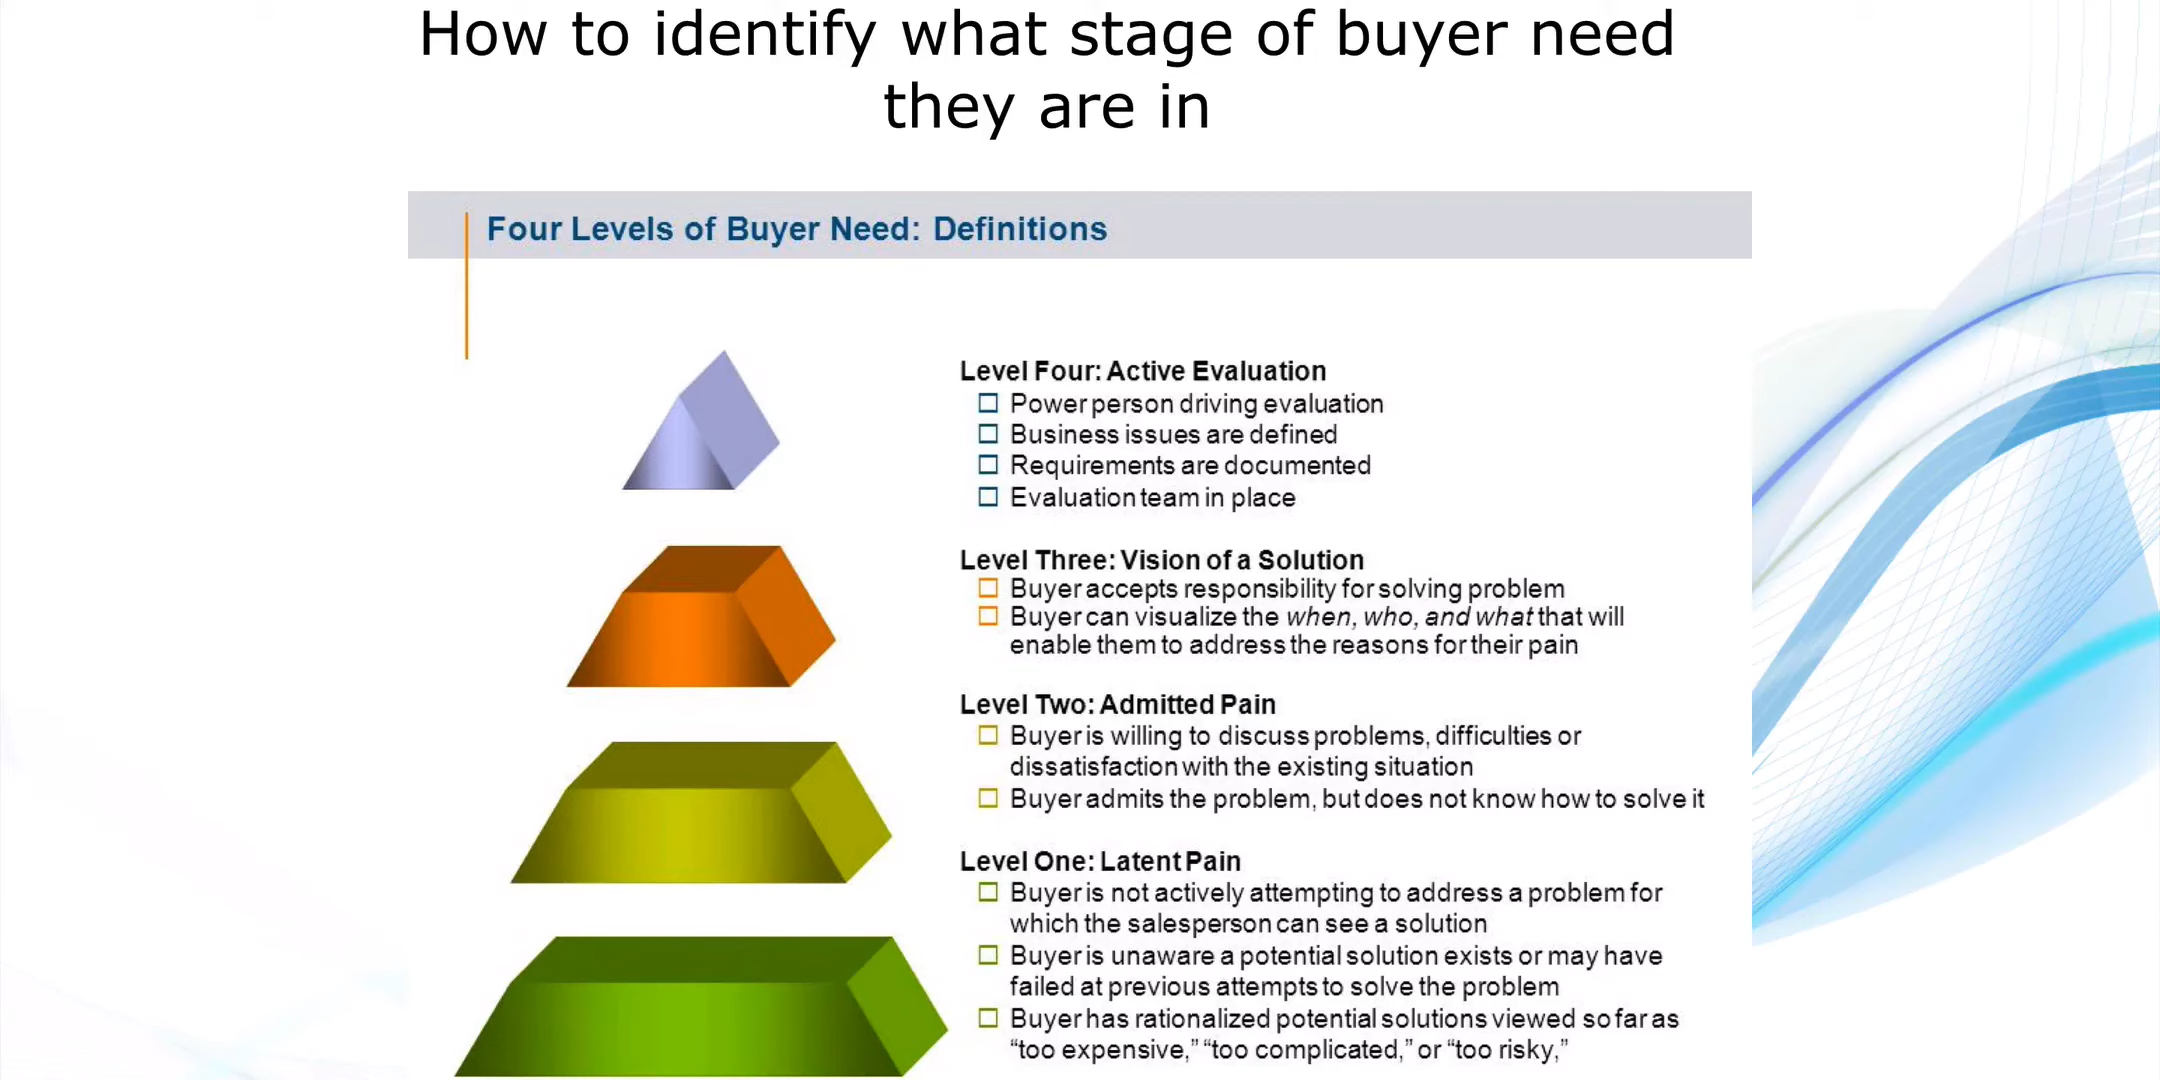 How to identify what stage of buyer need
they are in
Four Levels of Buyer Need: Definitions
Level Four: Active Evaluation
Power person driving evaluation
Business issues are defined
Requirements are documented
Evaluation team in place
Level Three: Vision of a Solution
Buyer accepts responsibility for solving problem
Buyer can visualize the when, who, and what that will
enable them to address the reasons for their pain
Level Two: Admitted Pain
Buyer is willing to discuss problems, difficulties or
dissatisfaction with the existing situation
Buyer admits the problem, but does not know how to solve it
Level One: Latent Pain
Buyer is not actively attempting to address a problem for
which the salesperson can see a solution
Buyer is unaware a potential solution exists or may have
failed at previous attempts to solve the problem
Buyer has rationalized potential solutions viewed so far as
“too expensive,” “too complicated,” or “too risky,”